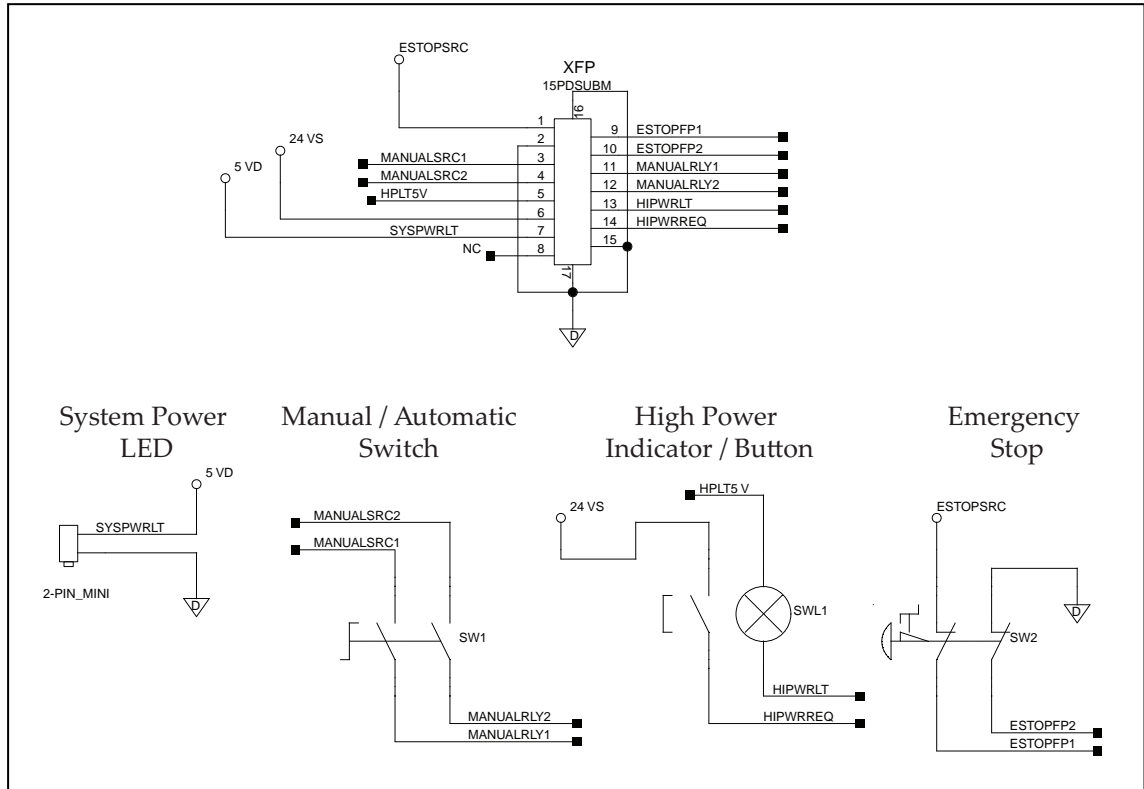 ESTOPSRC
XFP
15PDSUBM
16
1
2
3
4
5
6
7
8
24 VS
5 VD
MANUALSRC1
MANUALSRC2
HPLT5V
SYSPWRLT
NC
9 ESTOPFP1
10 ESTOPFP2
11 MANUALRLY1
12 MANUALRLY2
13 HIPWRLT
14 HIPWRREQ
15
17
D
System Power
LED
5 VD
SYSPWRLT
2-PIN_MINI
D
Manual / Automatic
Switch
MANUALSRC2
MANUALSRC1
SW1
MANUALRLY2
MANUALRLY1
High Power
Indicator / Button
HPLT5 V
24 VS
SWL1
HIPWRLT
HIPWRREQ
Emergency
Stop
ESTOPSRC
D
SW2
ESTOPFP2
ESTOPFP1